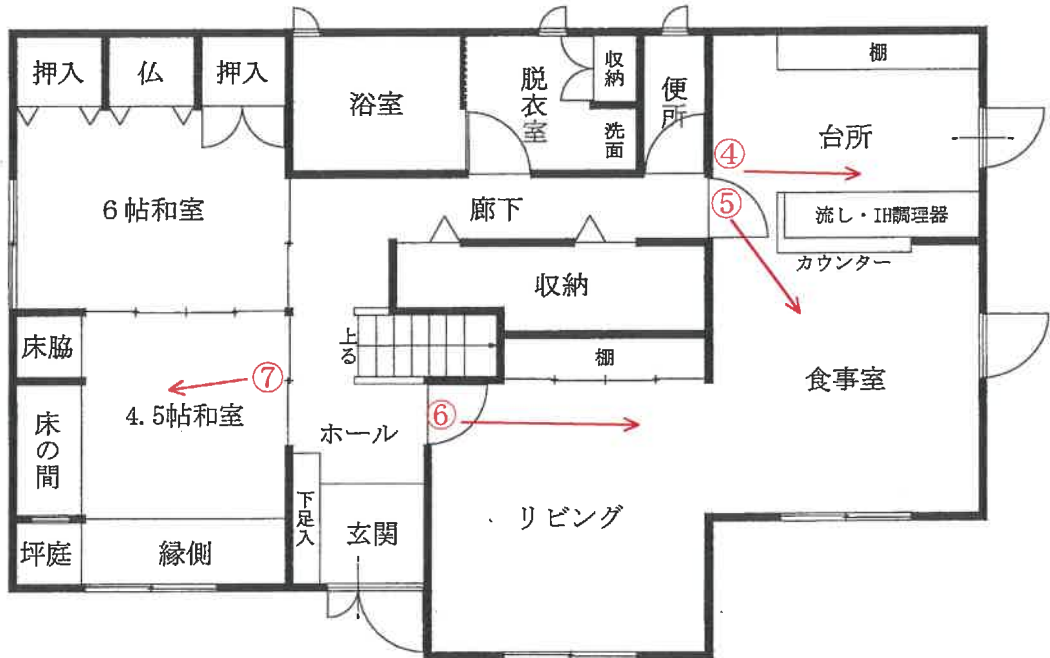 押入
仏
押入
浴室
脱衣室
収納
洗面
便所
棚
台所
④
⑤
流し・IH調理器
カウンター
6帖和室
廊下
収納
上る
棚
食事室
床脇
⑦
4.5帖和室
床の間
ホール
⑥
リビング
下足入
玄関
坪庭
縁側